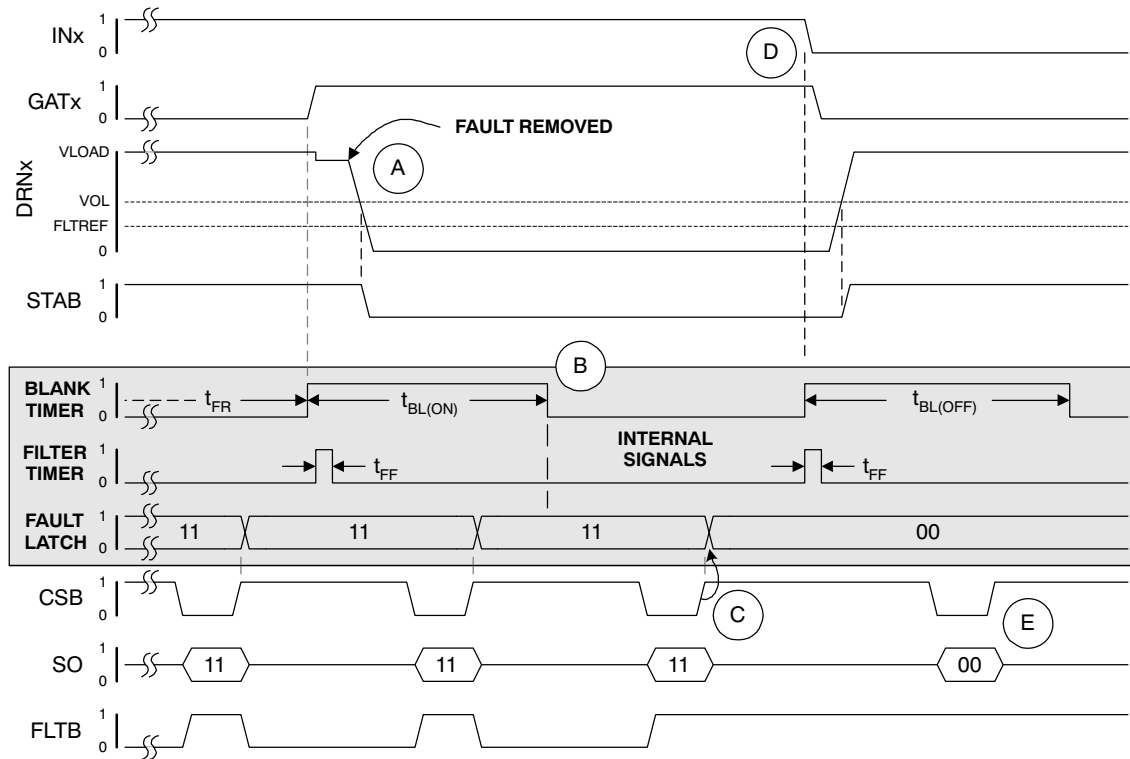 INx 1 0
D
GATx 1 0
FAULT REMOVED
A
DRNx VLOAD VOL FLTREF 0
STAB 1 0
B
BLANK TIMER 1 0 tFR tBL(ON) tBL(OFF)
INTERNAL SIGNALS
FILTER TIMER 1 0 tFF tFF
FAULT LATCH 1 0 11 11 11 00
CSB 1 0
C
E
SO 1 0 11 11 11 00
FLTB 1 0